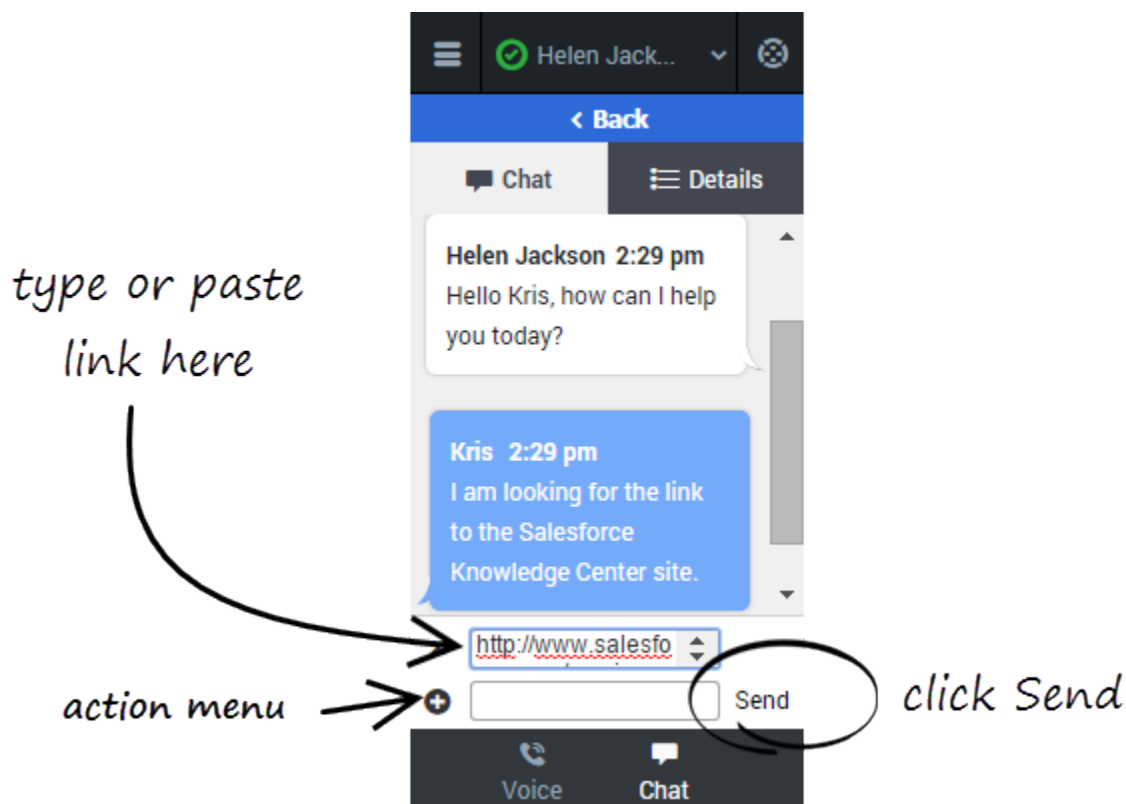 Helen Jack...
Back
Chat
Details
Helen Jackson 2:29 pm
Hello Kris, how can I help
you today?
type or paste
link here
Kris 2:29 pm
I am looking for the link
to the Salesforce
Knowledge Center site.
http://www.salesfo
action menu
Send
click Send
Voice
Chat